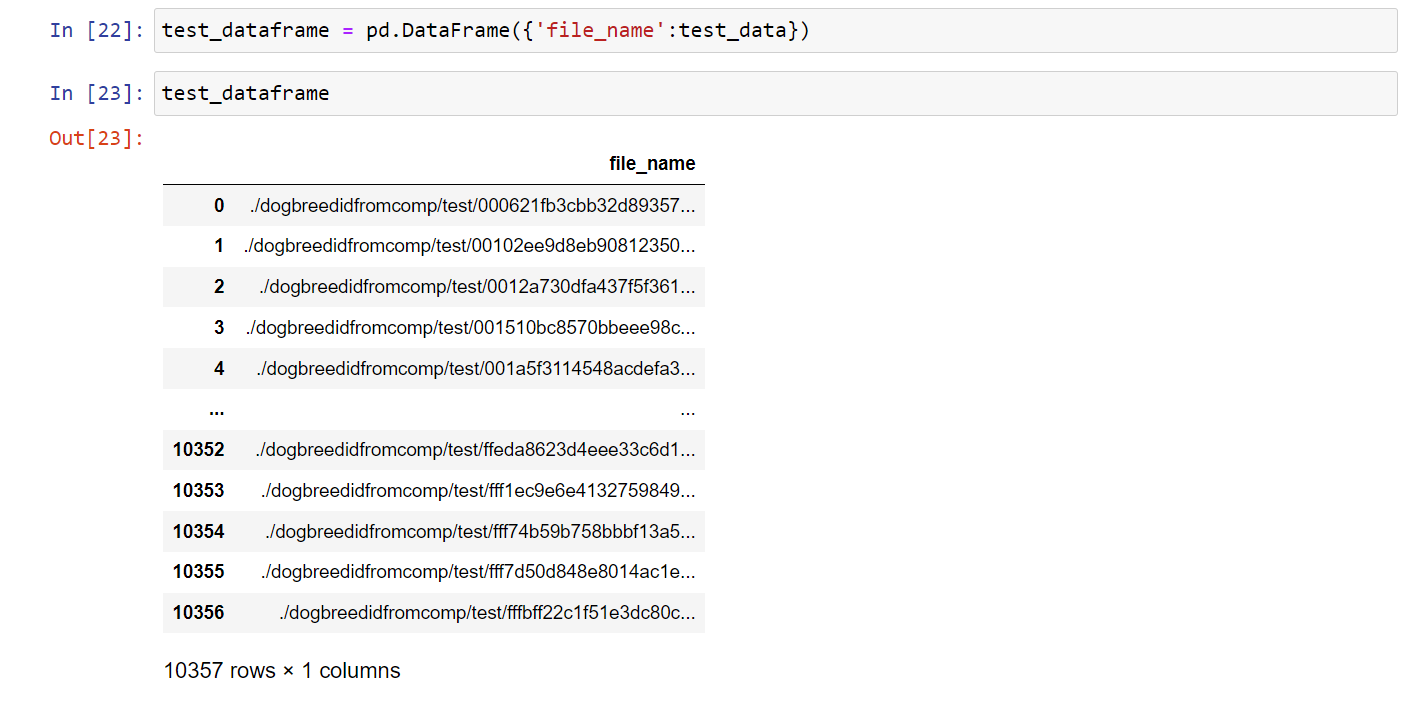 In [22]: test_dataframe = pd.DataFrame({'file_name':test_data})
In [23]: test_dataframe
Out[23]:
file_name
0 ./dogbreedidfromcomp/test/000621fb3cbb32d89357...
1 ./dogbreedidfromcomp/test/00102ee9d8eb90812350...
2 ./dogbreedidfromcomp/test/0012a730dfa437f5f361...
3 ./dogbreedidfromcomp/test/001510bc8570bbeee98c...
4 ./dogbreedidfromcomp/test/001a5f3114548acdefa3...
... ...
10352 ./dogbreedidfromcomp/test/ffeda8623d4eee33c6d1...
10353 ./dogbreedidfromcomp/test/fff1ec9e6e4132759849...
10354 ./dogbreedidfromcomp/test/fff74b59b758bbbf13a5...
10355 ./dogbreedidfromcomp/test/fff7d50d848e8014ac1e...
10356 ./dogbreedidfromcomp/test/fffbff22c1f51e3dc80c...
10357 rows × 1 columns